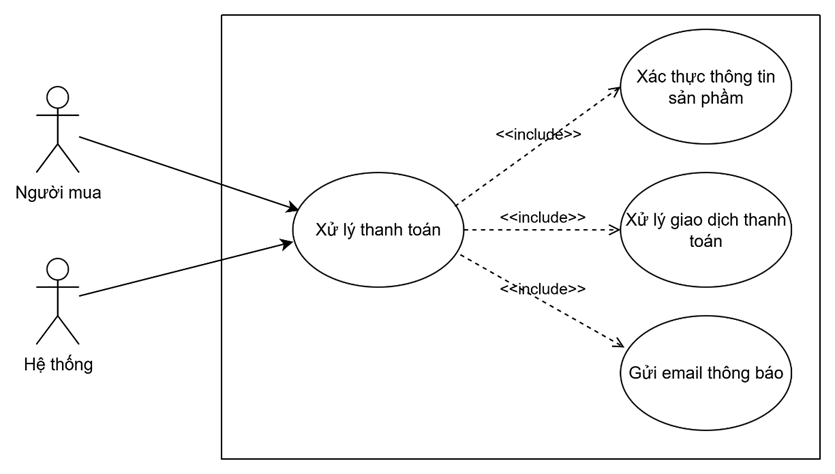 Xác thực thông tin
sản phầm
<<include>>
Người mua
Xử lý thanh toán
<<include>>
Xử lý giao dịch thanh
toán
<<include>>
Hệ thống
Gửi email thông báo